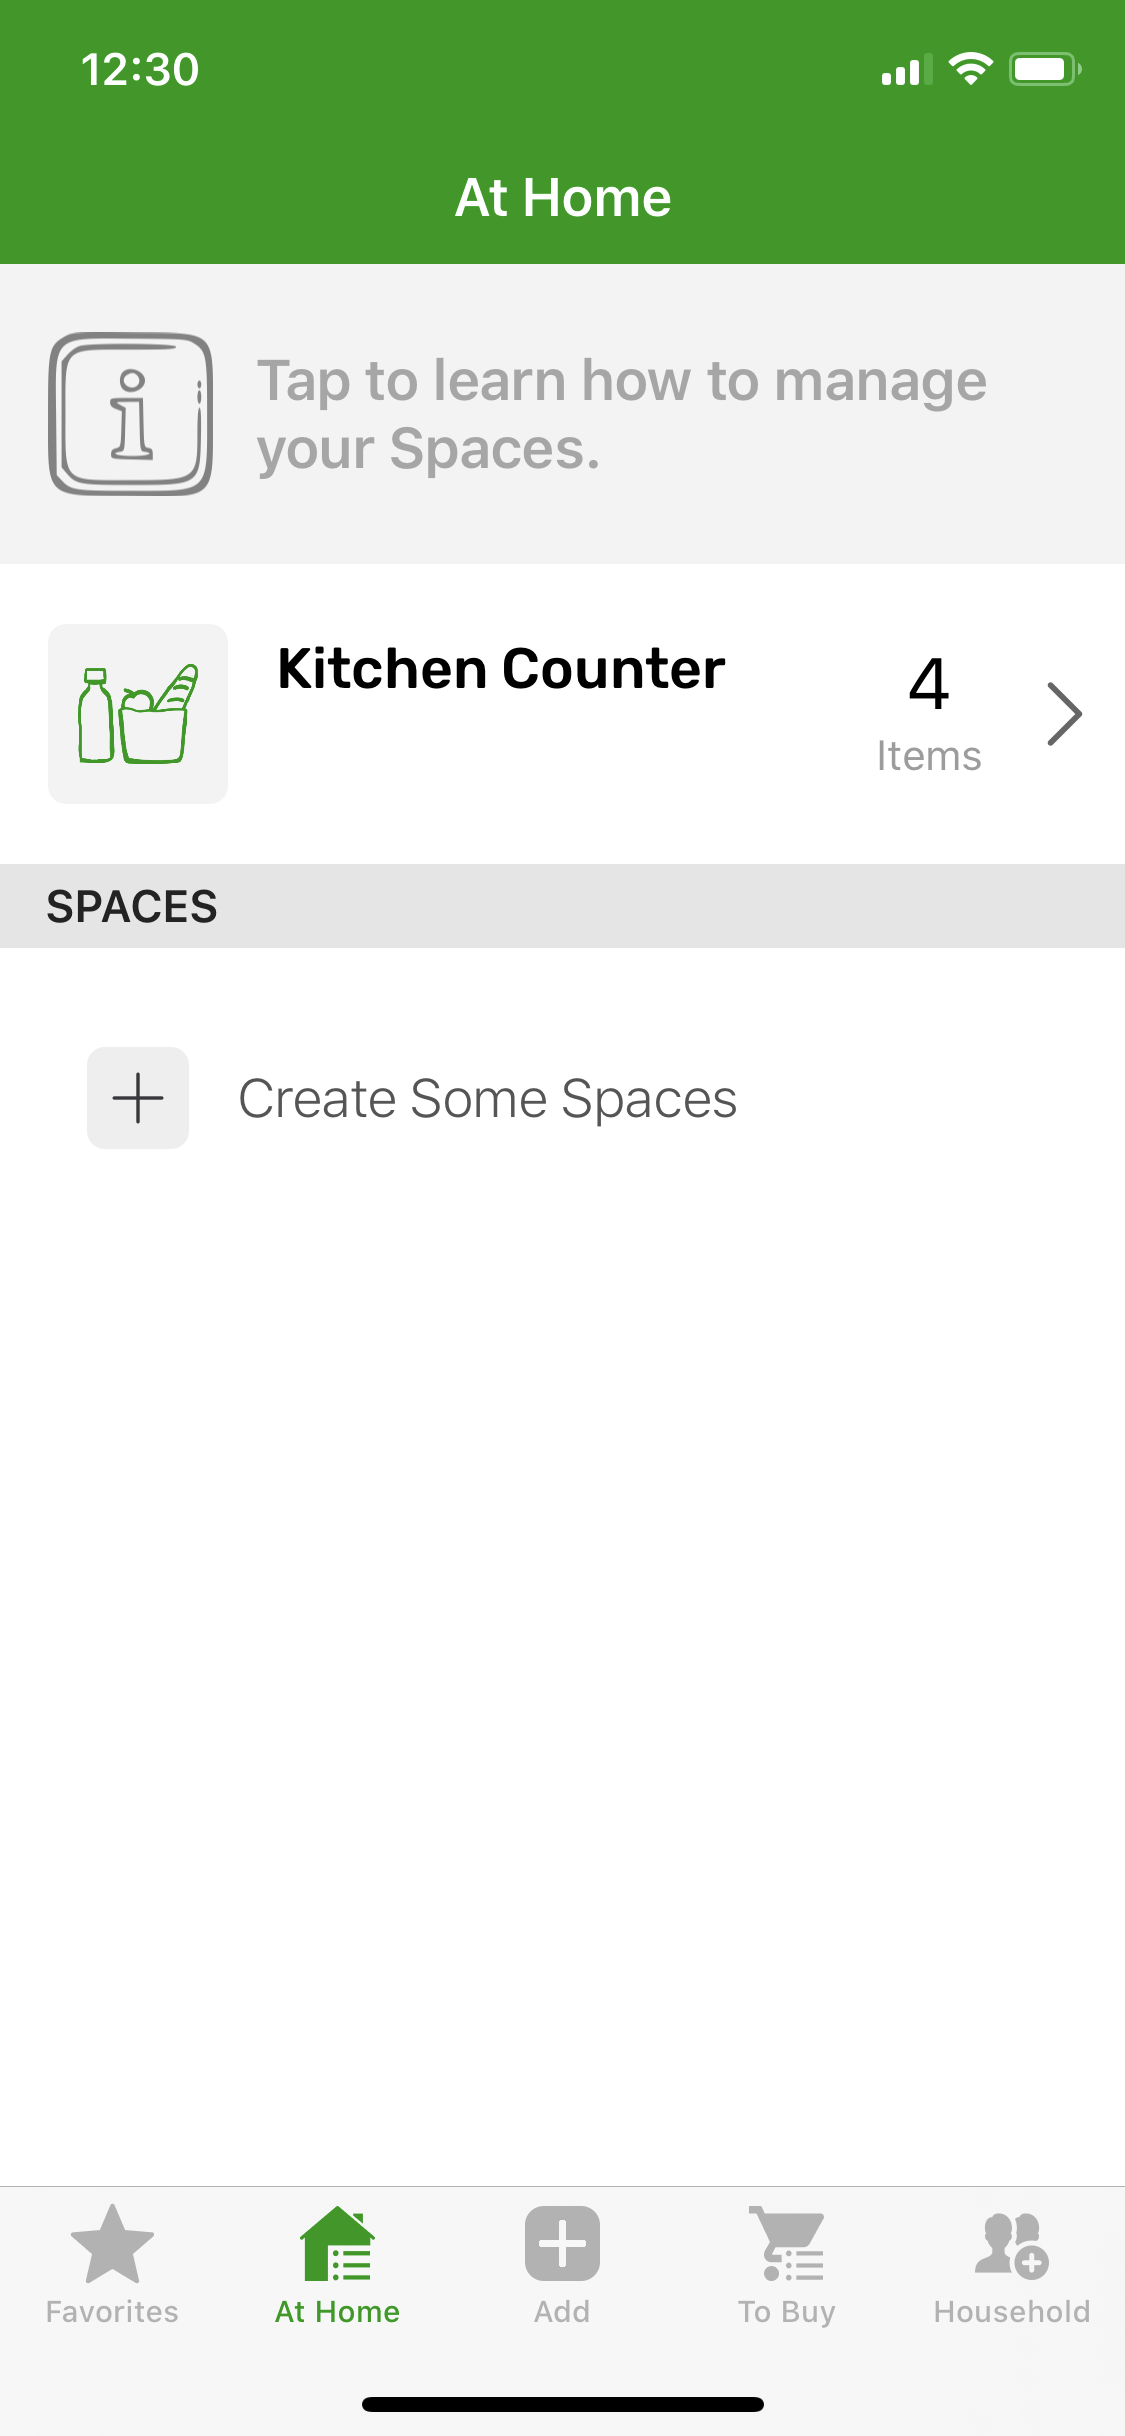 12:30
At Home
Tap to learn how to manage
your Spaces.
Kitchen Counter
4
Items
SPACES
Create Some Spaces
Favorites
At Home
Add
To Buy
Household